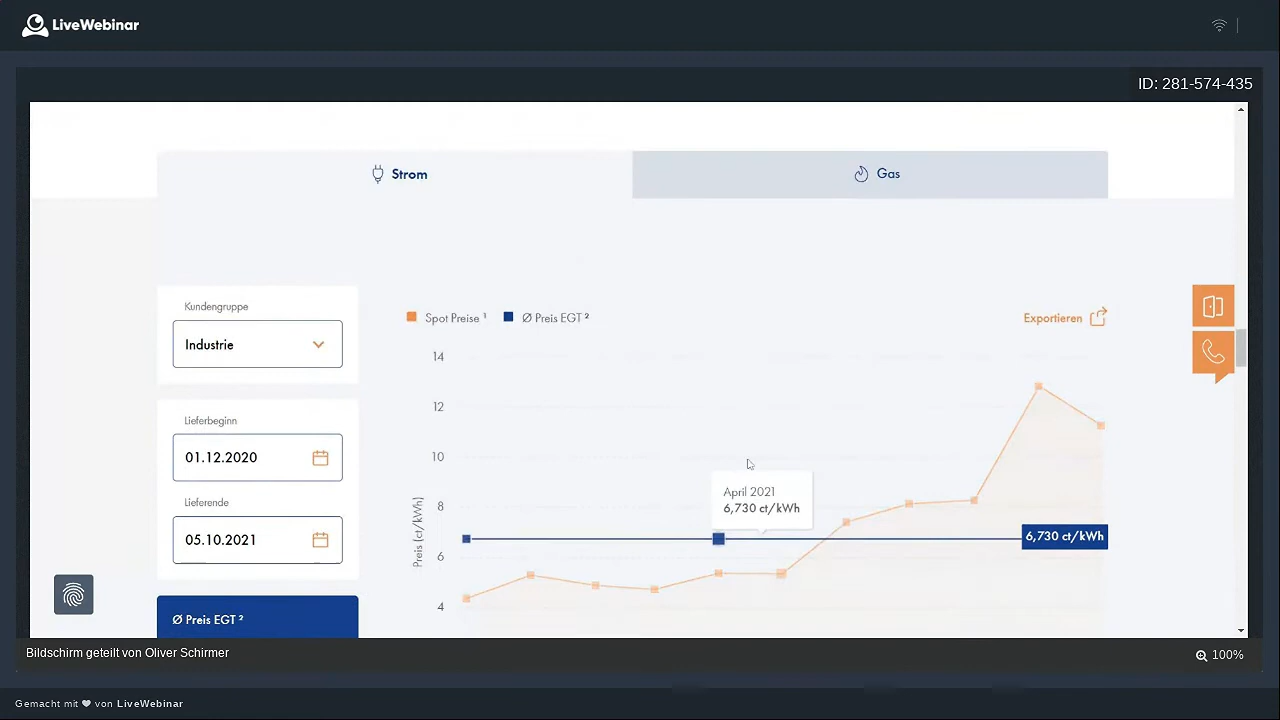 LiveWebinar
ID: 281-574-435
Strom
Gas
Kundengruppe
Industrie
Lieferbeginn
01.12.2020
Lieferende
05.10.2021
Ø Preis EGT ²
Spot Preise ¹
Ø Preis EGT ²
Exportieren
14
12
10
8
6
4
Preis (ct/kWh)
April 2021
6,730 ct/kWh
6,730 ct/kWh
Bildschirm geteilt von Oliver Schirmer
100%
Gemacht mit von LiveWebinar